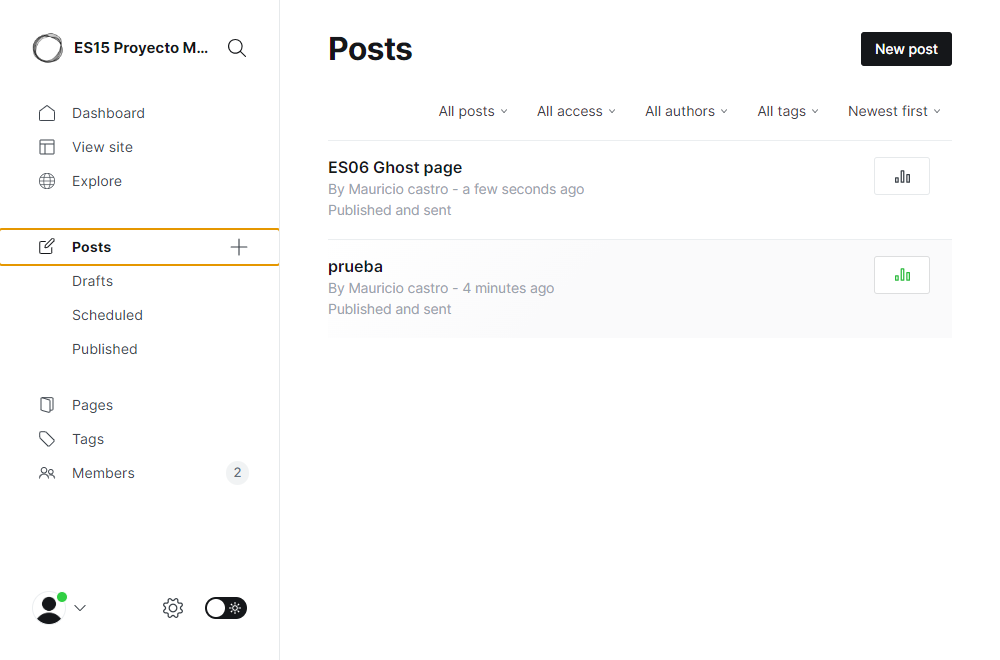 ES15 Proyecto M...
Dashboard
View site
Explore
Posts
Drafts
Scheduled
Published
Pages
Tags
Members
2
Posts
New post
All posts
All access
All authors
All tags
Newest first
ES06 Ghost page
By Mauricio castro - a few seconds ago
Published and sent
prueba
By Mauricio castro - 4 minutes ago
Published and sent